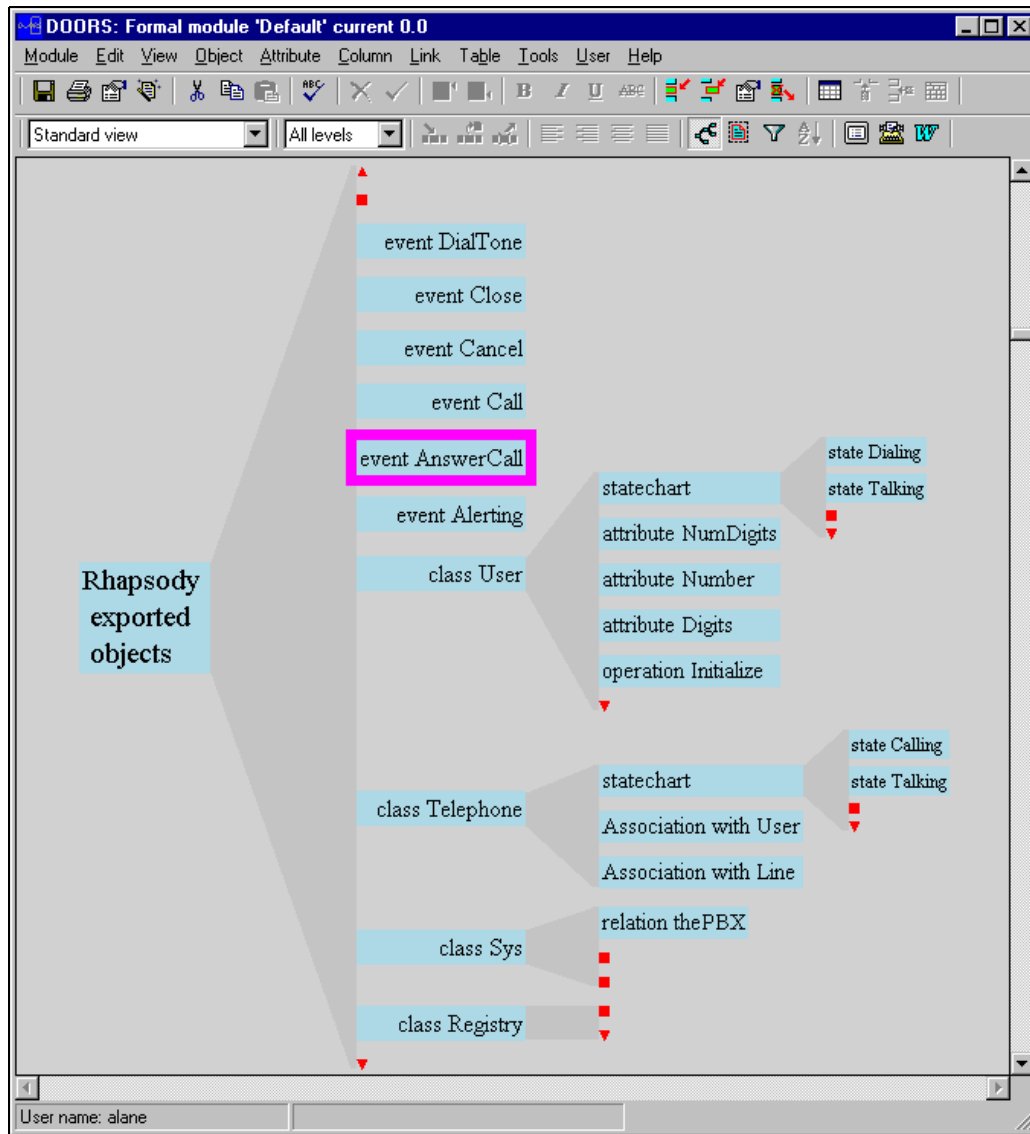 DOORS: Formal module 'Default' current 0.0
Module Edit View Object Attribute Column Link Table Tools User Help
ABC B I U ABC
Standard view All levels A Z W
event DialTone
event Close
event Cancel
event Call
event AnswerCall
event Alerting
class User
statechart
state Dialing
state Talking
attribute NumDigits
attribute Number
attribute Digits
operation Initialize
Rhapsody
exported
objects
class Telephone
statechart
state Calling
state Talking
Association with User
Association with Line
class Sys
relation thePBX
class Registry
User name: alane